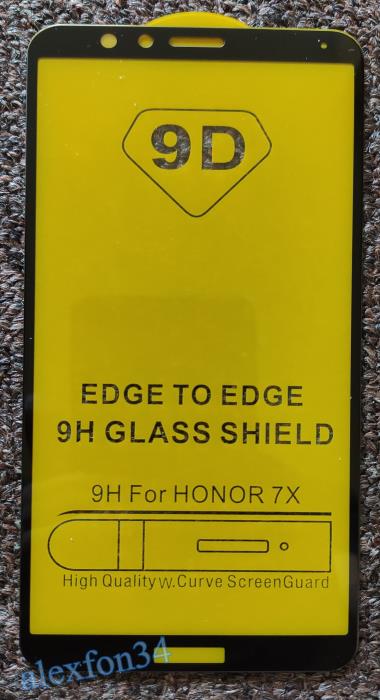 9D
EDGE TO EDGE
9H GLASS SHIELD
9H For HONOR 7X
High Quality w.Curve ScreenGuard
alexfon34